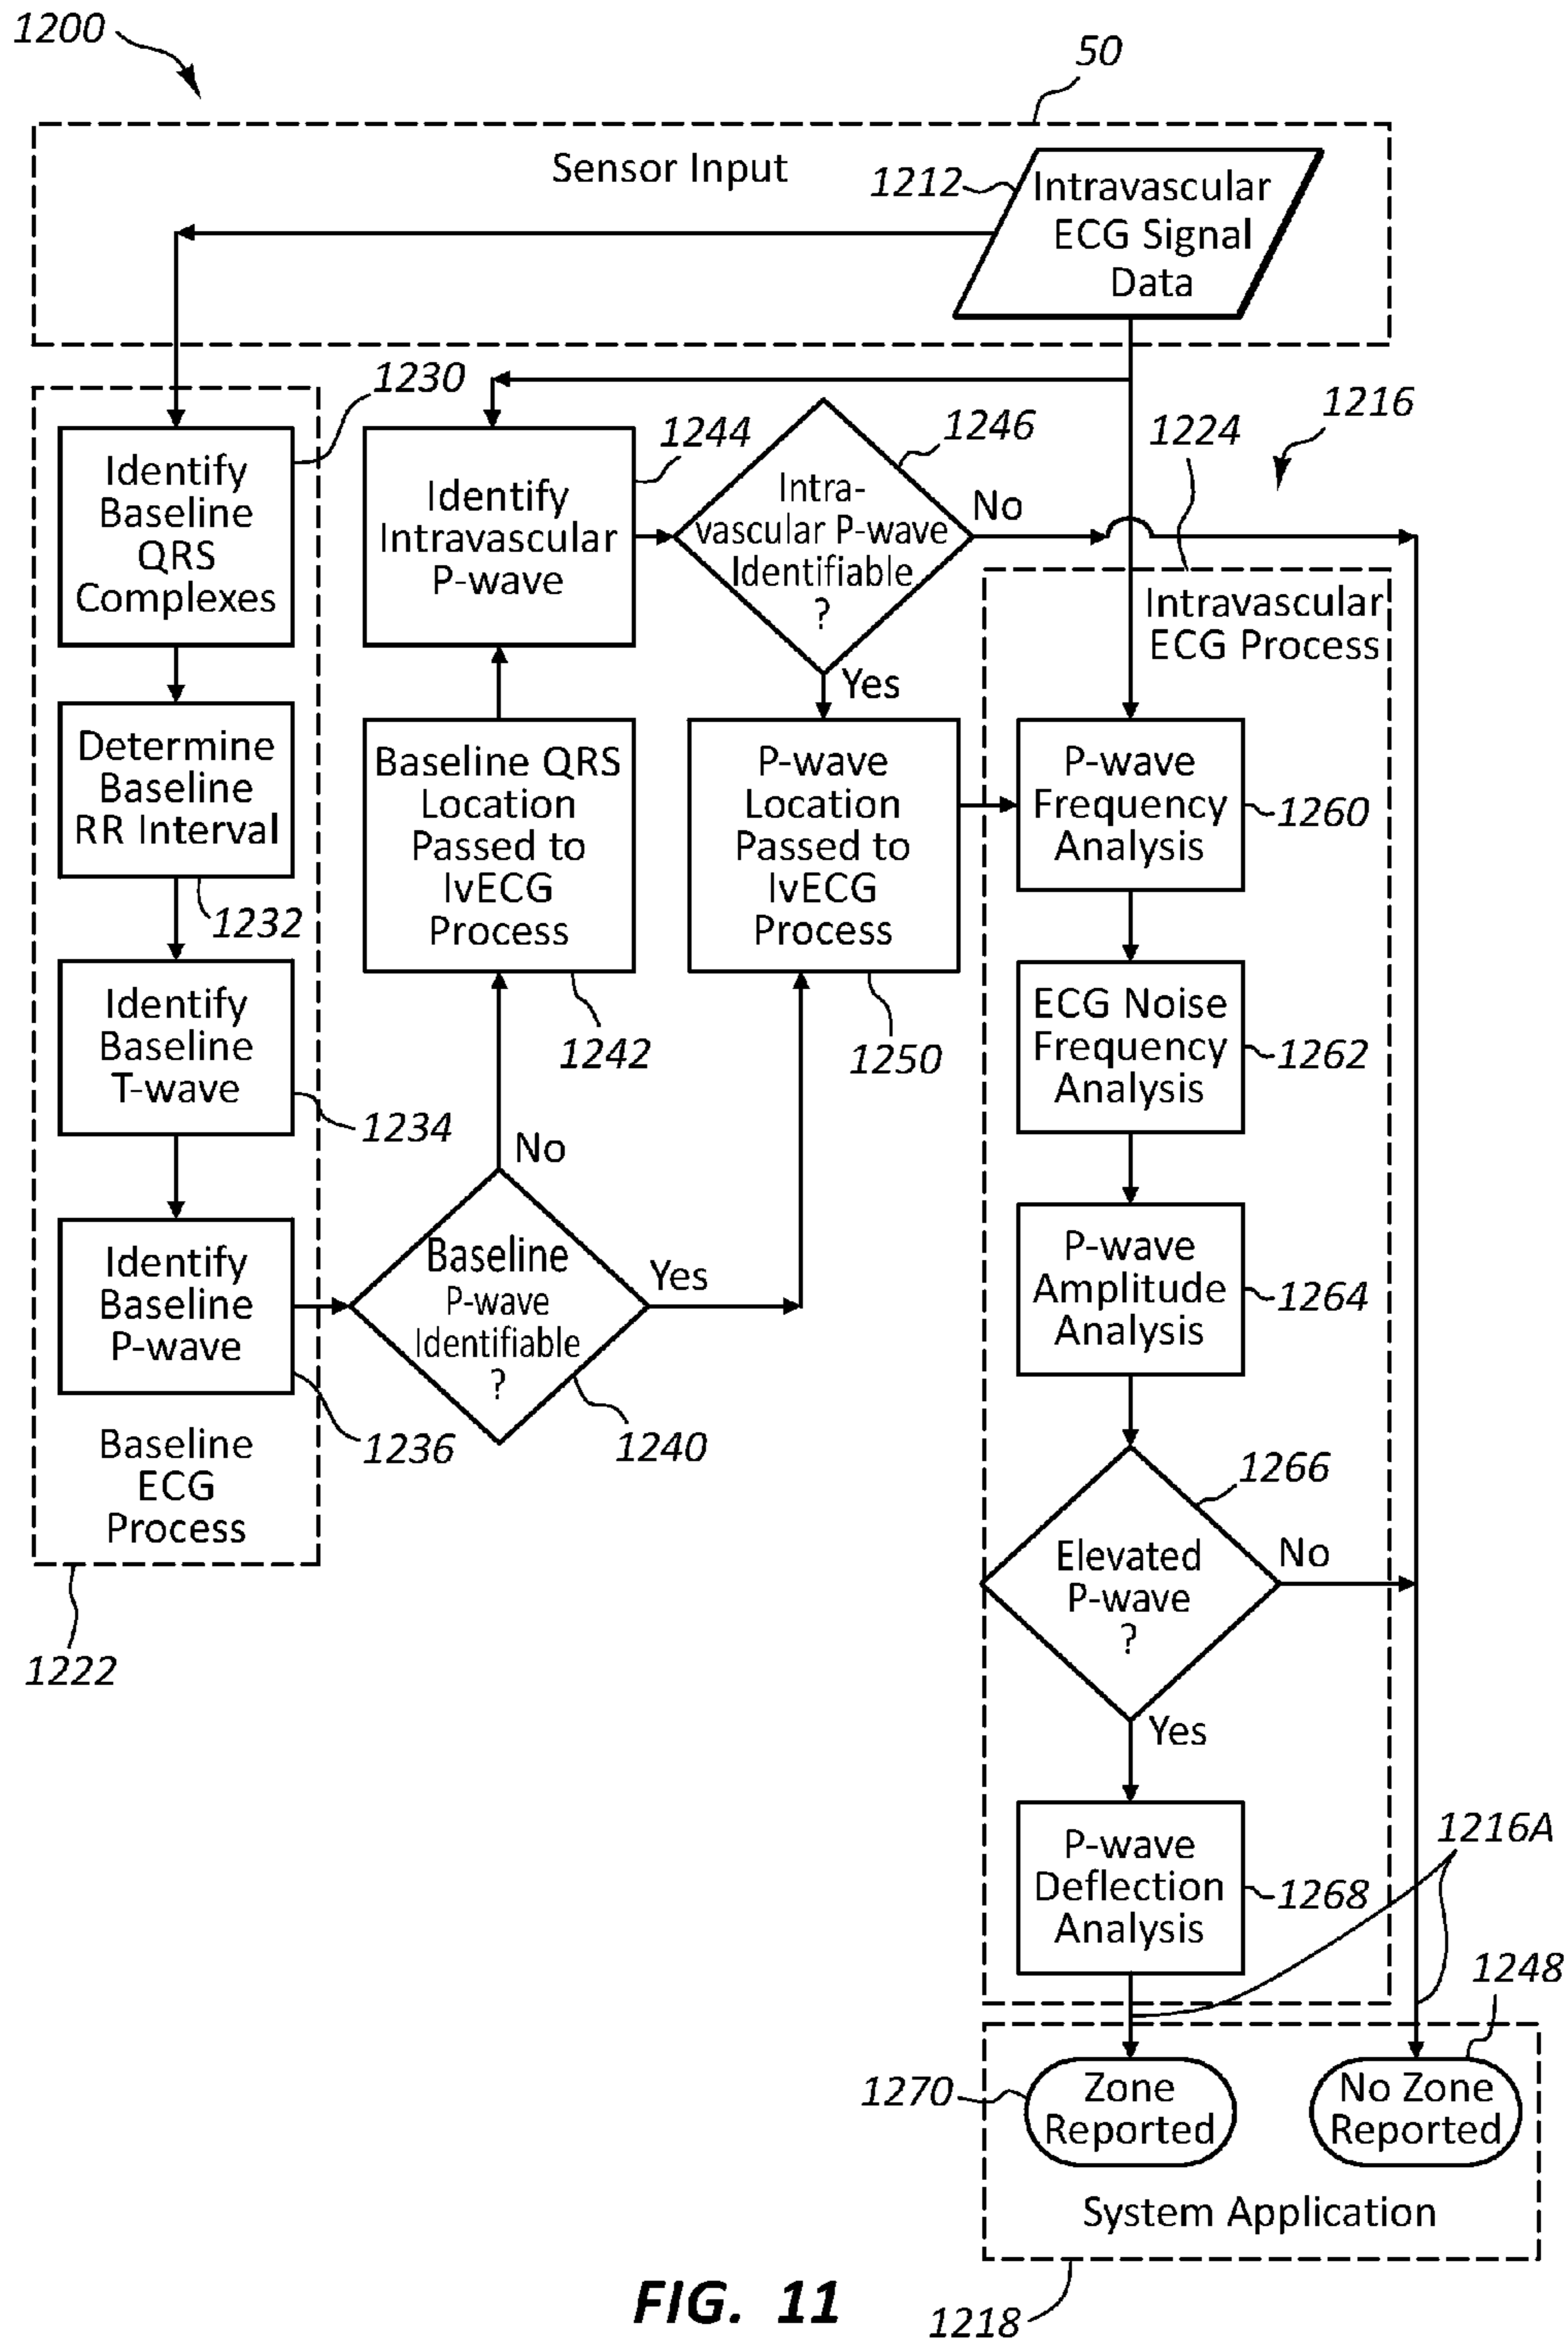 1200
50
Sensor Input
1212
Intravascular
ECG Signal
Data
1230
Identify
Baseline
QRS
Complexes
1244
Identify
Intravascular
P-wave
1246
Intra-
vascular P-wave
Identifiable
?
No
Yes
1224
1216
Intravascular
ECG Process
Determine
Baseline
RR Interval
1232
Baseline QRS
Location
Passed to
IvECG
Process
1242
P-wave
Location
Passed to
IvECG
Process
1250
P-wave
Frequency
Analysis
1260
Identify
Baseline
T-wave
1234
ECG Noise
Frequency
Analysis
1262
Identify
Baseline
P-wave
1236
No
Baseline
P-wave
Identifiable
?
Yes
1240
P-wave
Amplitude
Analysis
1264
Baseline
ECG
Process
1222
1266
Elevated
P-wave
?
No
Yes
P-wave
Deflection
Analysis
1268
1216A
1248
1270
Zone
Reported
No Zone
Reported
System Application
1218
FIG. 11